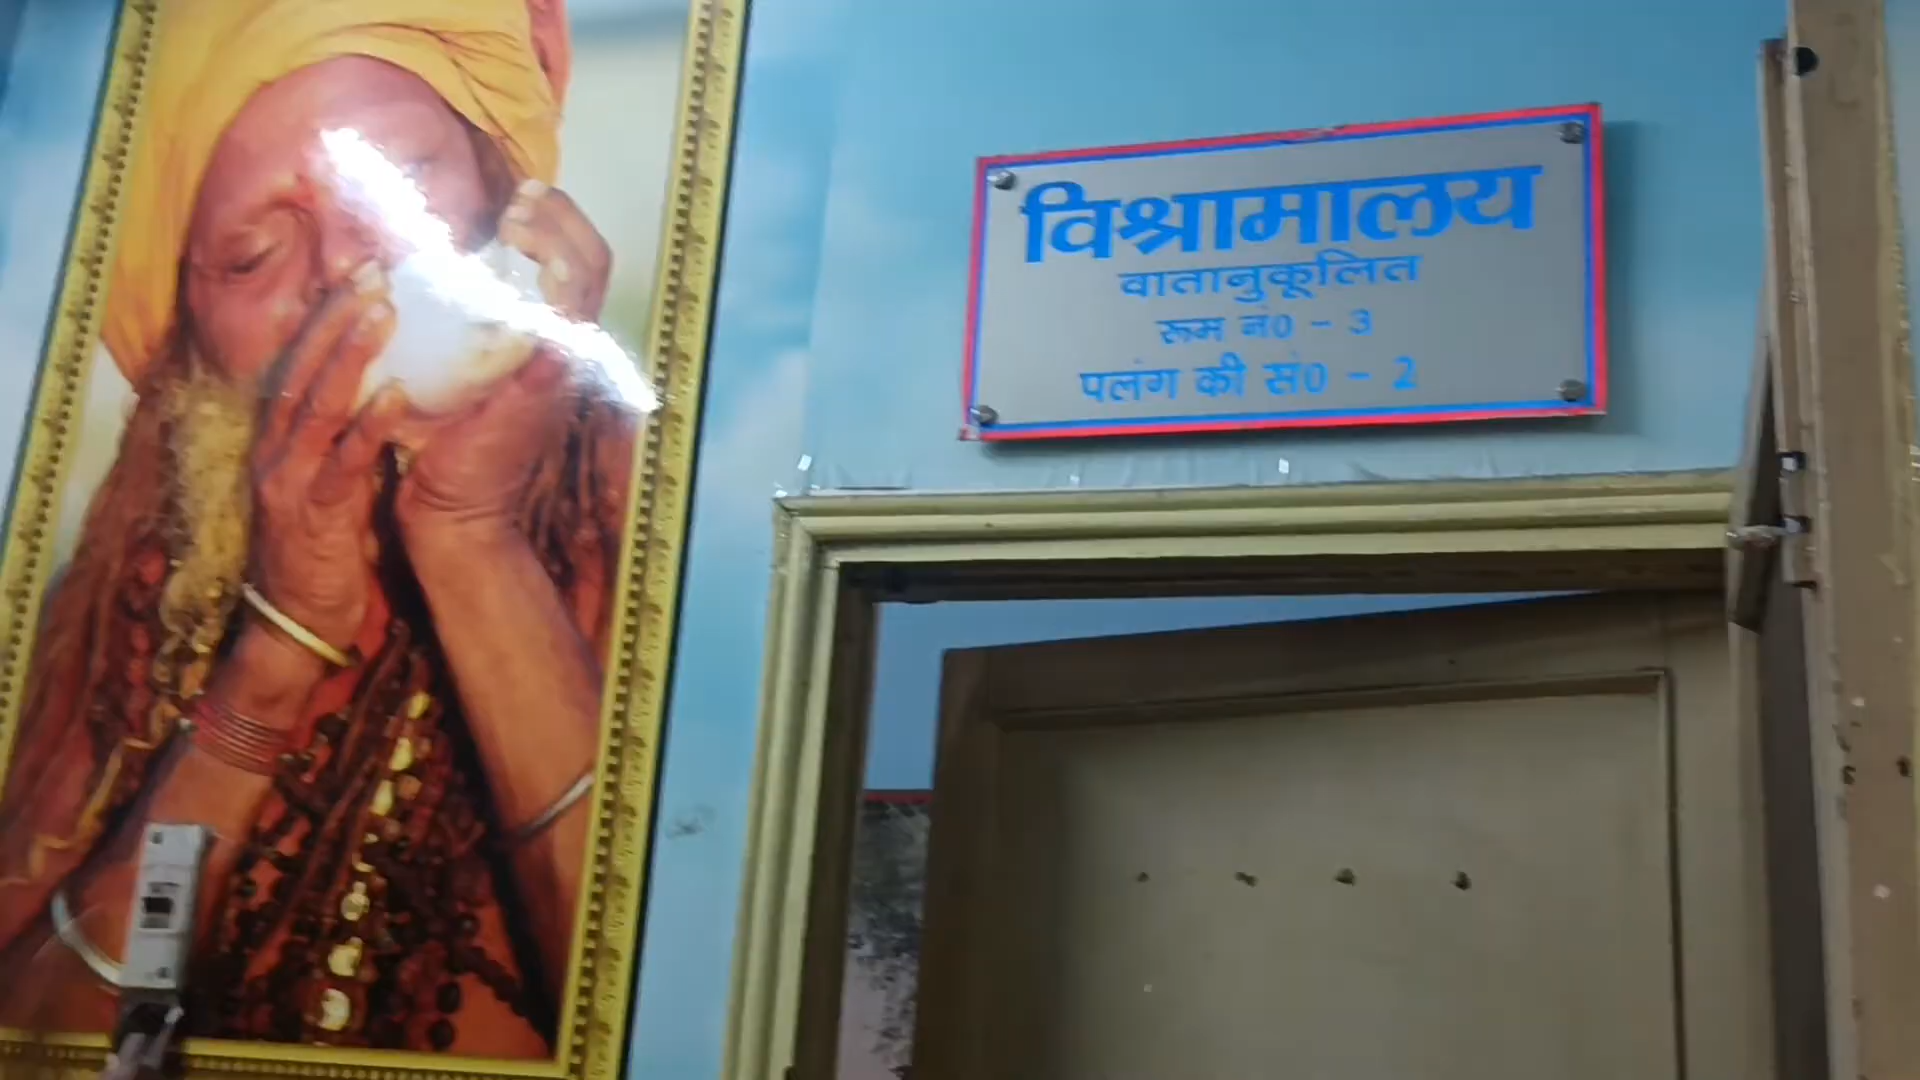 विश्रामालय
वातानुकूलित
रूम नं0 - 3
पलंग की सं0 - 2